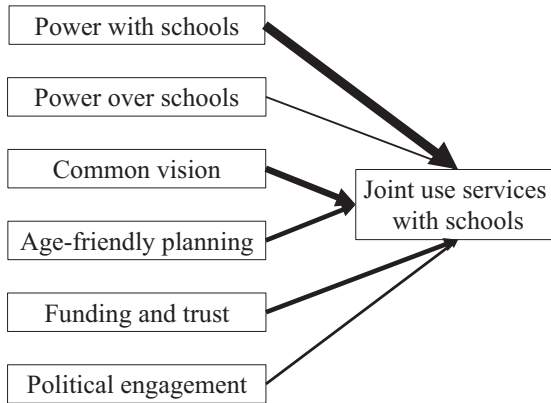 Power with schools
Power over schools
Common vision
Joint use services
with schools
Age-friendly planning
Funding and trust
Political engagement